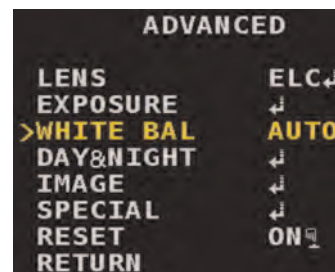 ADVANCED
LENS ELC↲
EXPOSURE ↲
>WHITE BAL AUTO
DAY&NIGHT ↲
IMAGE ↲
SPECIAL ↲
RESET ON
RETURN